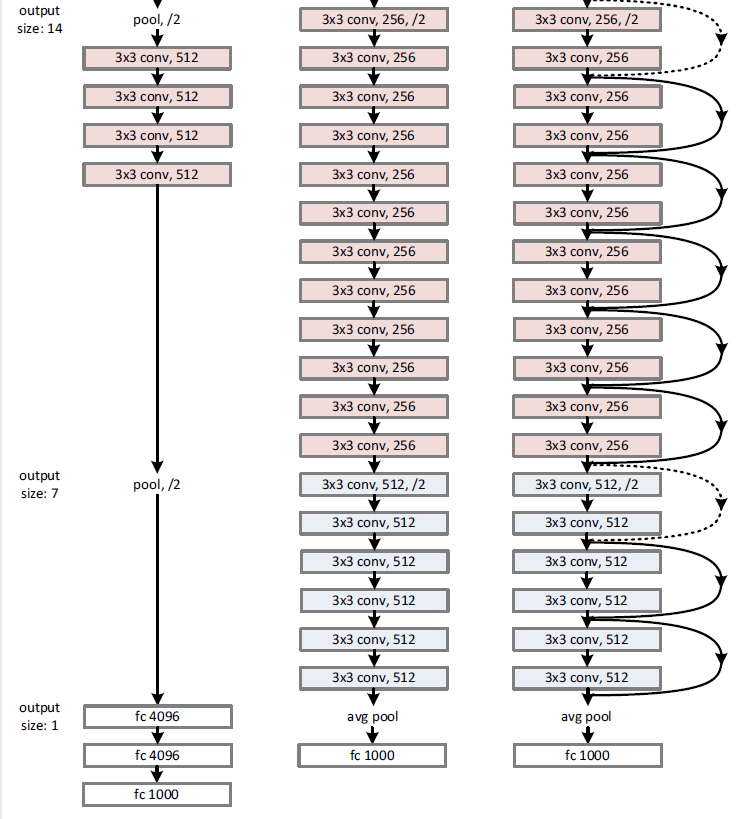 output
size: 14
pool, /2
3x3 conv, 512
3x3 conv, 512
3x3 conv, 512
3x3 conv, 512
output
size: 7
pool, /2
output
size: 1
fc 4096
fc 4096
fc 1000
3x3 conv, 256, /2
3x3 conv, 256
3x3 conv, 256
3x3 conv, 256
3x3 conv, 256
3x3 conv, 256
3x3 conv, 256
3x3 conv, 256
3x3 conv, 256
3x3 conv, 256
3x3 conv, 256
3x3 conv, 256
3x3 conv, 512, /2
3x3 conv, 512
3x3 conv, 512
3x3 conv, 512
3x3 conv, 512
3x3 conv, 512
avg pool
fc 1000
3x3 conv, 256, /2
3x3 conv, 256
3x3 conv, 256
3x3 conv, 256
3x3 conv, 256
3x3 conv, 256
3x3 conv, 256
3x3 conv, 256
3x3 conv, 256
3x3 conv, 256
3x3 conv, 256
3x3 conv, 256
3x3 conv, 512, /2
3x3 conv, 512
3x3 conv, 512
3x3 conv, 512
3x3 conv, 512
3x3 conv, 512
avg pool
fc 1000